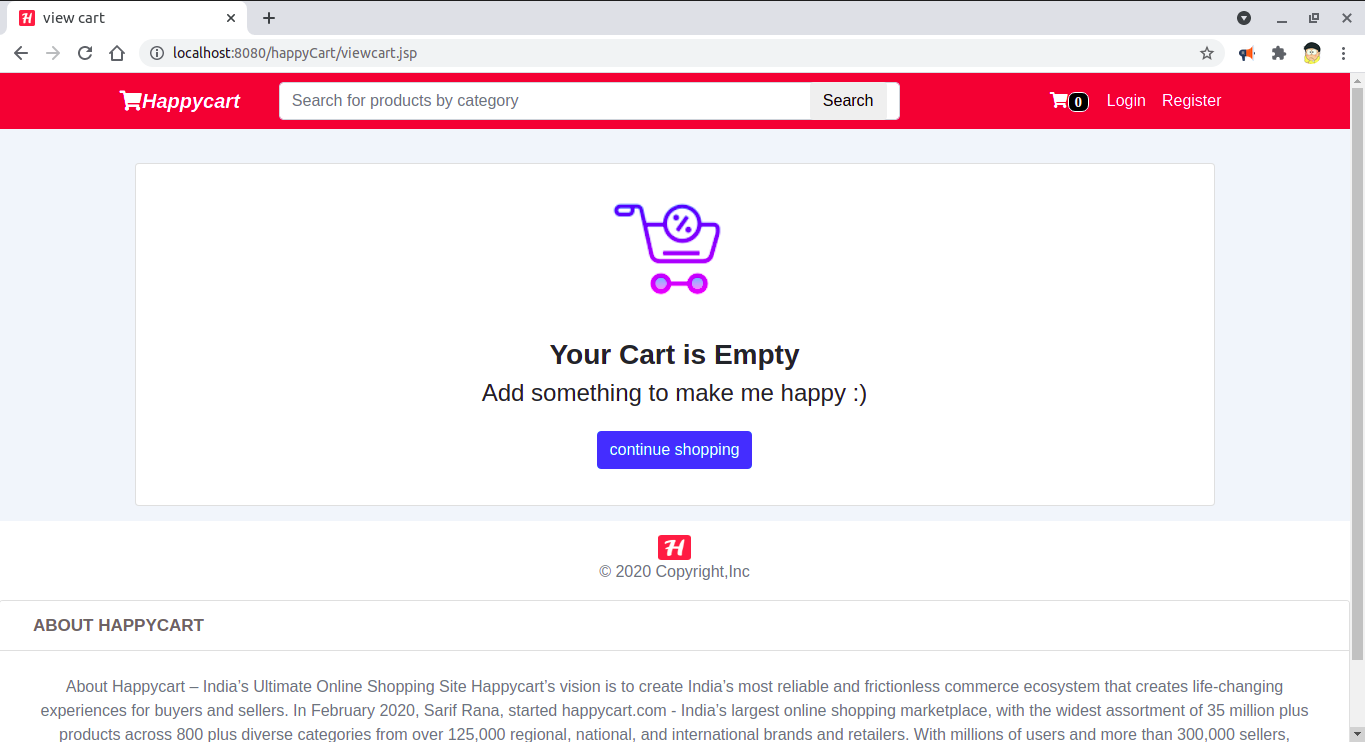 view cart
localhost:8080/happyCart/viewcart.jsp
Happycart Search for products by category Search 0 Login Register
Your Cart is Empty
Add something to make me happy :)
continue shopping
H
© 2020 Copyright,Inc
ABOUT HAPPYCART
About Happycart – India’s Ultimate Online Shopping Site Happycart’s vision is to create India’s most reliable and frictionless commerce ecosystem that creates life-changing
experiences for buyers and sellers. In February 2020, Sarif Rana, started happycart.com - India’s largest online shopping marketplace, with the widest assortment of 35 million plus
products across 800 plus diverse categories from over 125,000 regional, national, and international brands and retailers. With millions of users and more than 300,000 sellers,